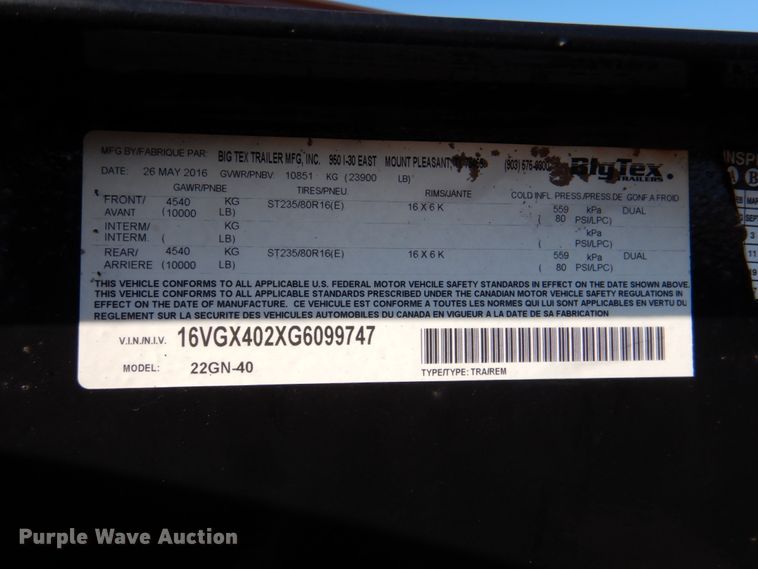 MFG BY/FABRIQUE PAR: BIG TEX TRAILER MFG, INC. 950 I-30 EAST MOUNT PLEASANT, (903) 575-
BigTex
TRAILERS
DATE: 26 MAY 2016 GVWR/PNBV: 10851 KG (23900 LB)
GAWR/PNBE TIRES/PNEU RIMS/JANTE COLD INFL PRESS/PRESS.DE GONF A FROID
FRONT/ 4540 KG ST235/80R16(E) 16 X 6 K 559 kPa DUAL
AVANT (10000 LB) ( 80 PSI/LPC)
INTERM/ KG kPa
INTERM. ( LB) ( PSI/LPC)
REAR/ 4540 KG ST235/80R16(E) 16 X 6 K 559 kPa DUAL
ARRIERE (10000 LB) ( 80 PSI/LPC)
THIS VEHICLE CONFORMS TO ALL APPLICABLE U.S. FEDERAL MOTOR VEHICLE SAFETY STANDARDS IN EFFECT ON THE DATE OF MANUFACTURE.
THIS VEHICLE CONFORMS TO ALL APPLICABLE STANDARDS PRESCRIBED UNDER THE CANADIAN MOTOR VEHICLE SAFETY REGULATIONS IN
EFFECT ON THE DATE OF MANUFACTURE. CE VEHICULE EST CONFORME A TOUTES LES NORMES QUI LUI SONT APPLICABLES EN VERTU DU
REGLEMENT SUR LA SECURITE DES VEHICULES AUTOMOBILES DU CANADA EN VIGUEUR A LA DATE DE SA FABRICATION
V.I.N./N.I.V. 16VGX402XG6099747
MODEL: 22GN-40 TYPE/TYPE: TRA/REM
Purple Wave Auction